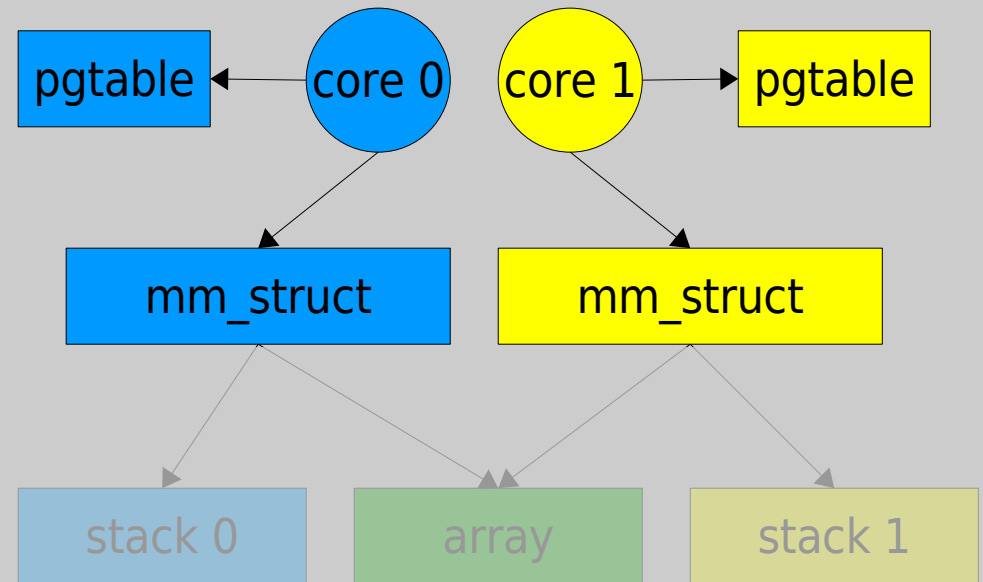 pgtable
core 0
core 1
pgtable
mm_struct
mm_struct
stack 0
array
stack 1